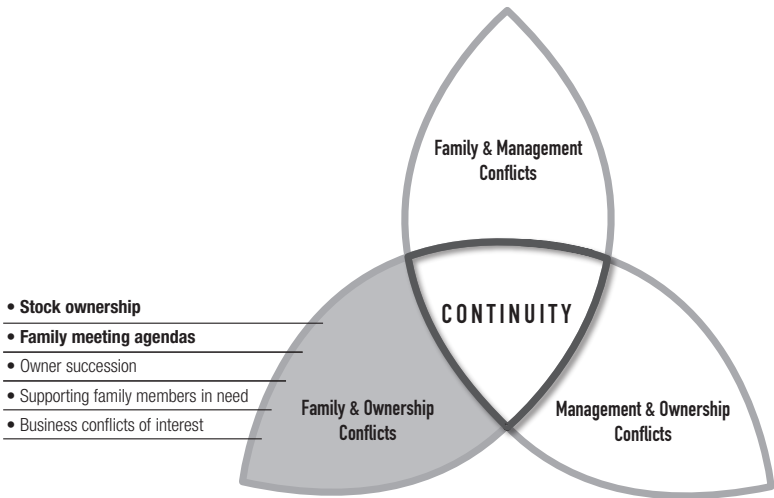 Family & Management
Conflicts
CONTINUITY
• Stock ownership
• Family meeting agendas
• Owner succession
• Supporting family members in need
• Business conflicts of interest
Family & Ownership
Conflicts
Management & Ownership
Conflicts